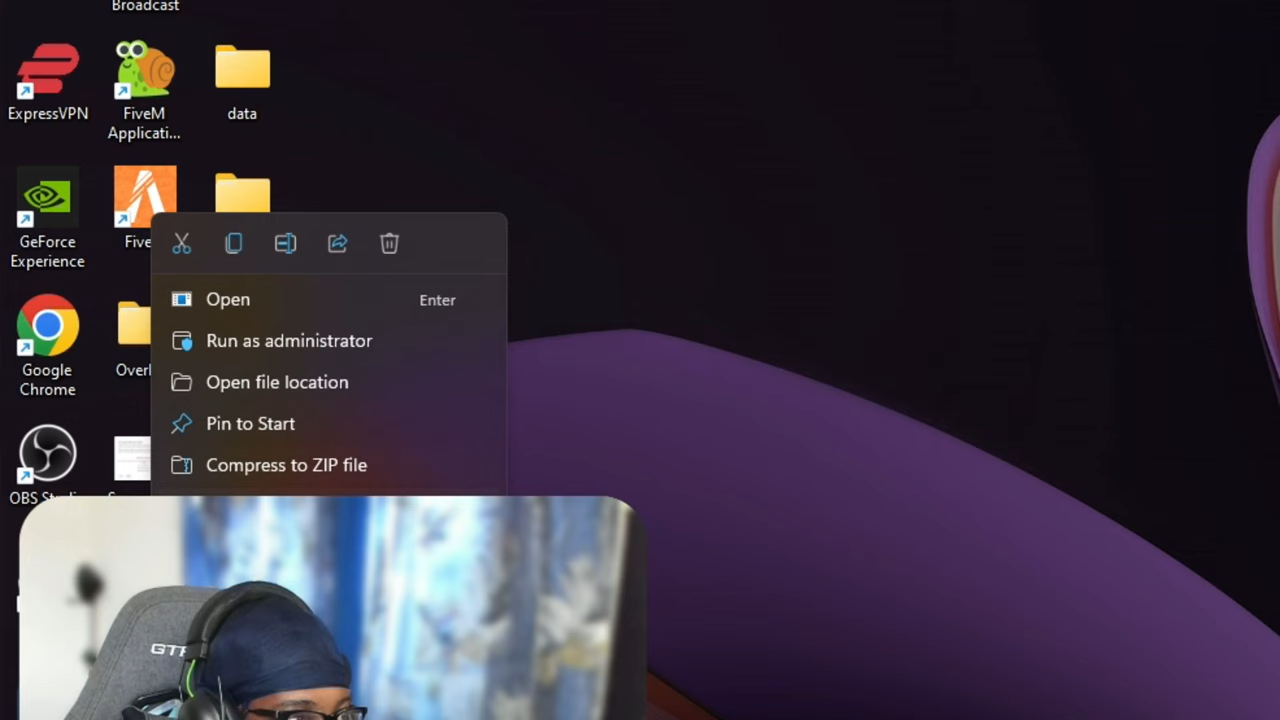 Broadcast
ExpressVPN
FiveM
Applicati...
data
GeForce
Experience
Five
Open
Enter
Run as administrator
Open file location
Pin to Start
Compress to ZIP file
Google
Chrome
Overl
OBS